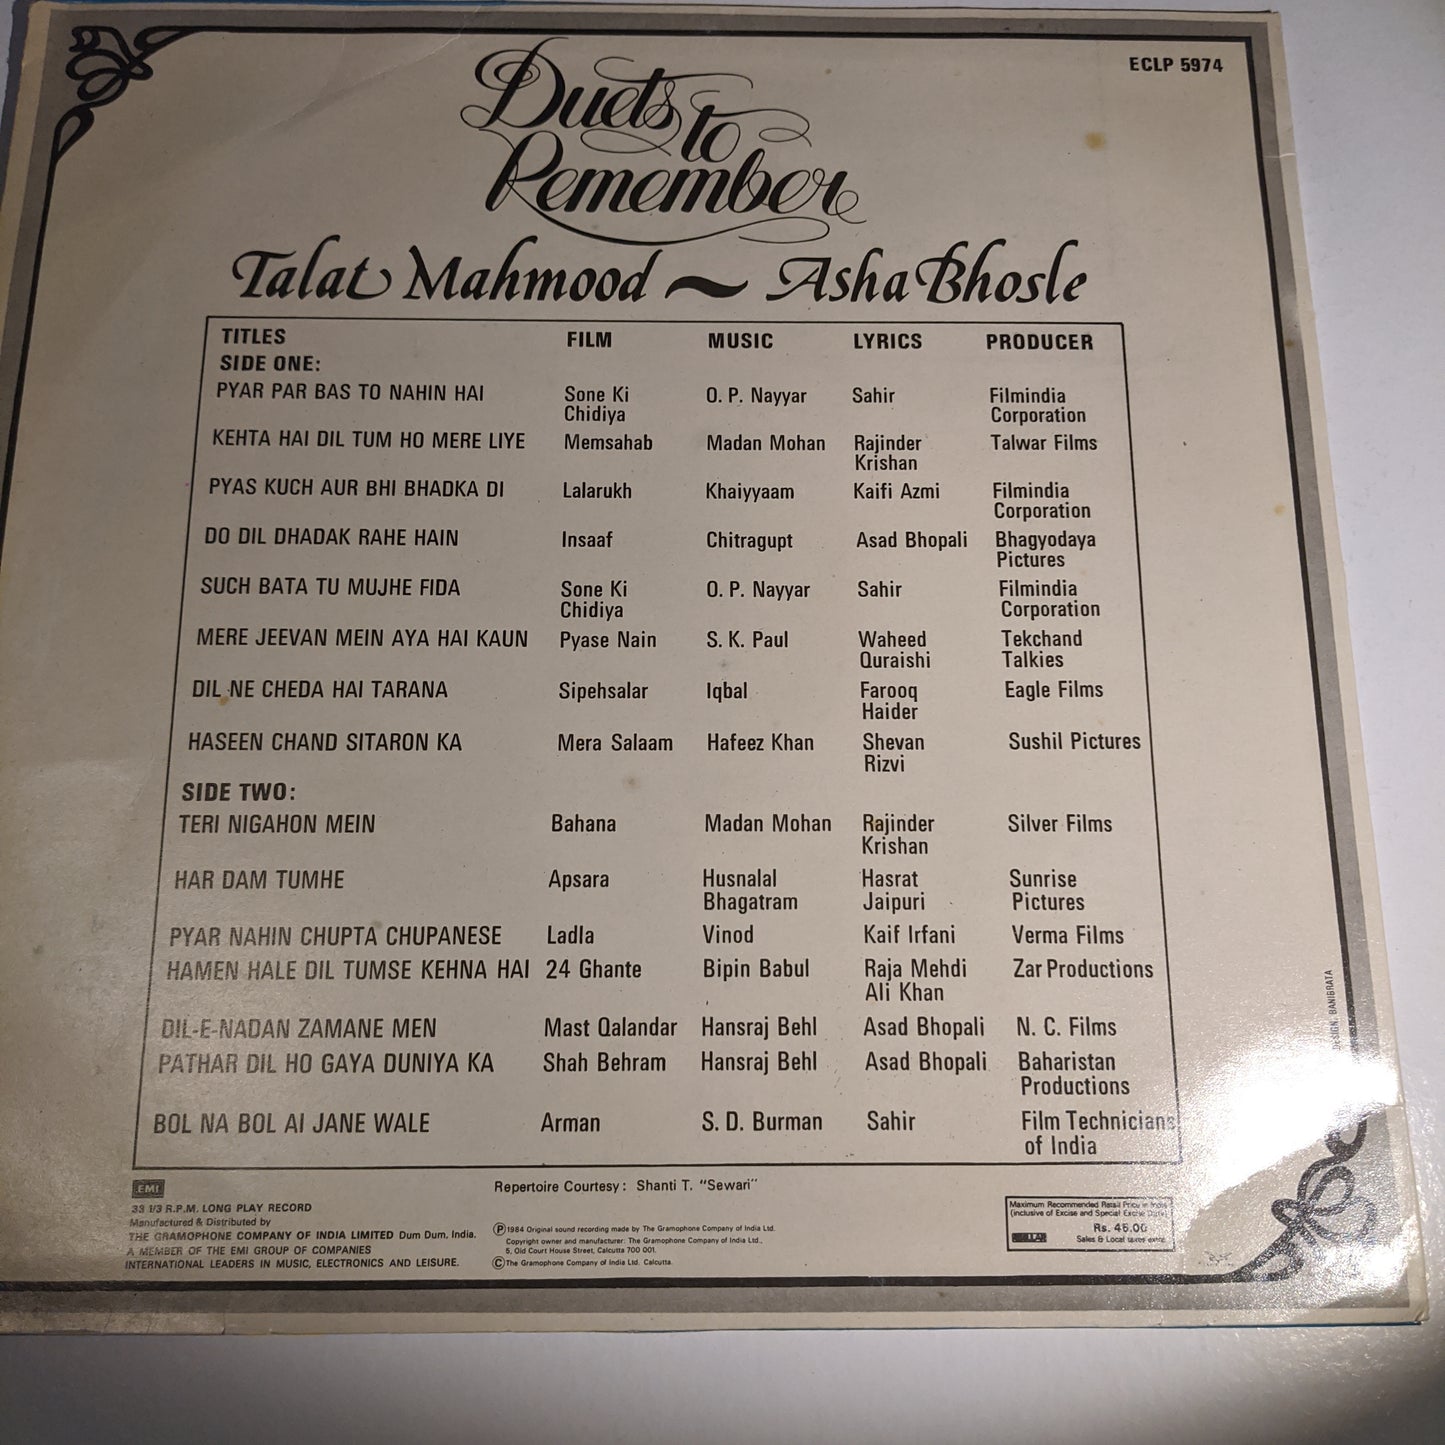 ECLP 5974
Duets to
Remember
Talat Mahmood ~ Asha Bhosle
TITLES FILM MUSIC LYRICS PRODUCER
SIDE ONE:
PYAR PAR BAS TO NAHIN HAI Sone Ki Chidiya O. P. Nayyar Sahir Filmindia Corporation
KEHTA HAI DIL TUM HO MERE LIYE Memsahab Madan Mohan Rajinder Krishan Talwar Films
PYAS KUCH AUR BHI BHADKA DI Lalarukh Khaiyyaam Kaifi Azmi Filmindia Corporation
DO DIL DHADAK RAHE HAIN Insaaf Chitragupt Asad Bhopali Bhagyodaya Pictures
SUCH BATA TU MUJHE FIDA Sone Ki Chidiya O. P. Nayyar Sahir Filmindia Corporation
MERE JEEVAN MEIN AYA HAI KAUN Pyase Nain S. K. Paul Waheed Quraishi Tekchand Talkies
DIL NE CHEDA HAI TARANA Sipehsalar Iqbal Farooq Haider Eagle Films
HASEEN CHAND SITARON KA Mera Salaam Hafeez Khan Shevan Rizvi Sushil Pictures
SIDE TWO:
TERI NIGAHON MEIN Bahana Madan Mohan Rajinder Krishan Silver Films
HAR DAM TUMHE Apsara Husnalal Bhagatram Hasrat Jaipuri Sunrise Pictures
PYAR NAHIN CHUPTA CHUPANESE Ladla Vinod Kaif Irfani Verma Films
HAMEN HALE DIL TUMSE KEHNA HAI 24 Ghante Bipin Babul Raja Mehdi Ali Khan Zar Productions
DIL-E-NADAN ZAMANE MEN Mast Qalandar Hansraj Behl Asad Bhopali N. C. Films
PATHAR DIL HO GAYA DUNIYA KA Shah Behram Hansraj Behl Asad Bhopali Baharistan Productions
BOL NA BOL AI JANE WALE Arman S. D. Burman Sahir Film Technicians of India
DESIGN: BANIBRATA
Repertoire Courtesy: Shanti T. "Sewari"
EMI
33 1/3 R.P.M. LONG PLAY RECORD
Manufactured & Distributed by
THE GRAMOPHONE COMPANY OF INDIA LIMITED Dum Dum, India.
A MEMBER OF THE EMI GROUP OF COMPANIES
INTERNATIONAL LEADERS IN MUSIC, ELECTRONICS AND LEISURE.
Ⓟ1984 Original sound recording made by The Gramophone Company of India Ltd.
Copyright owner and manufacturer: The Gramophone Company of India Ltd.,
5, Old Court House Street, Calcutta 700 001.
©The Gramophone Company of India Ltd. Calcutta.
Maximum Recommended Retail Price in India
(inclusive of Excise and Special Excise Duty)
Rs. 45.00
Sales & Local taxes extra